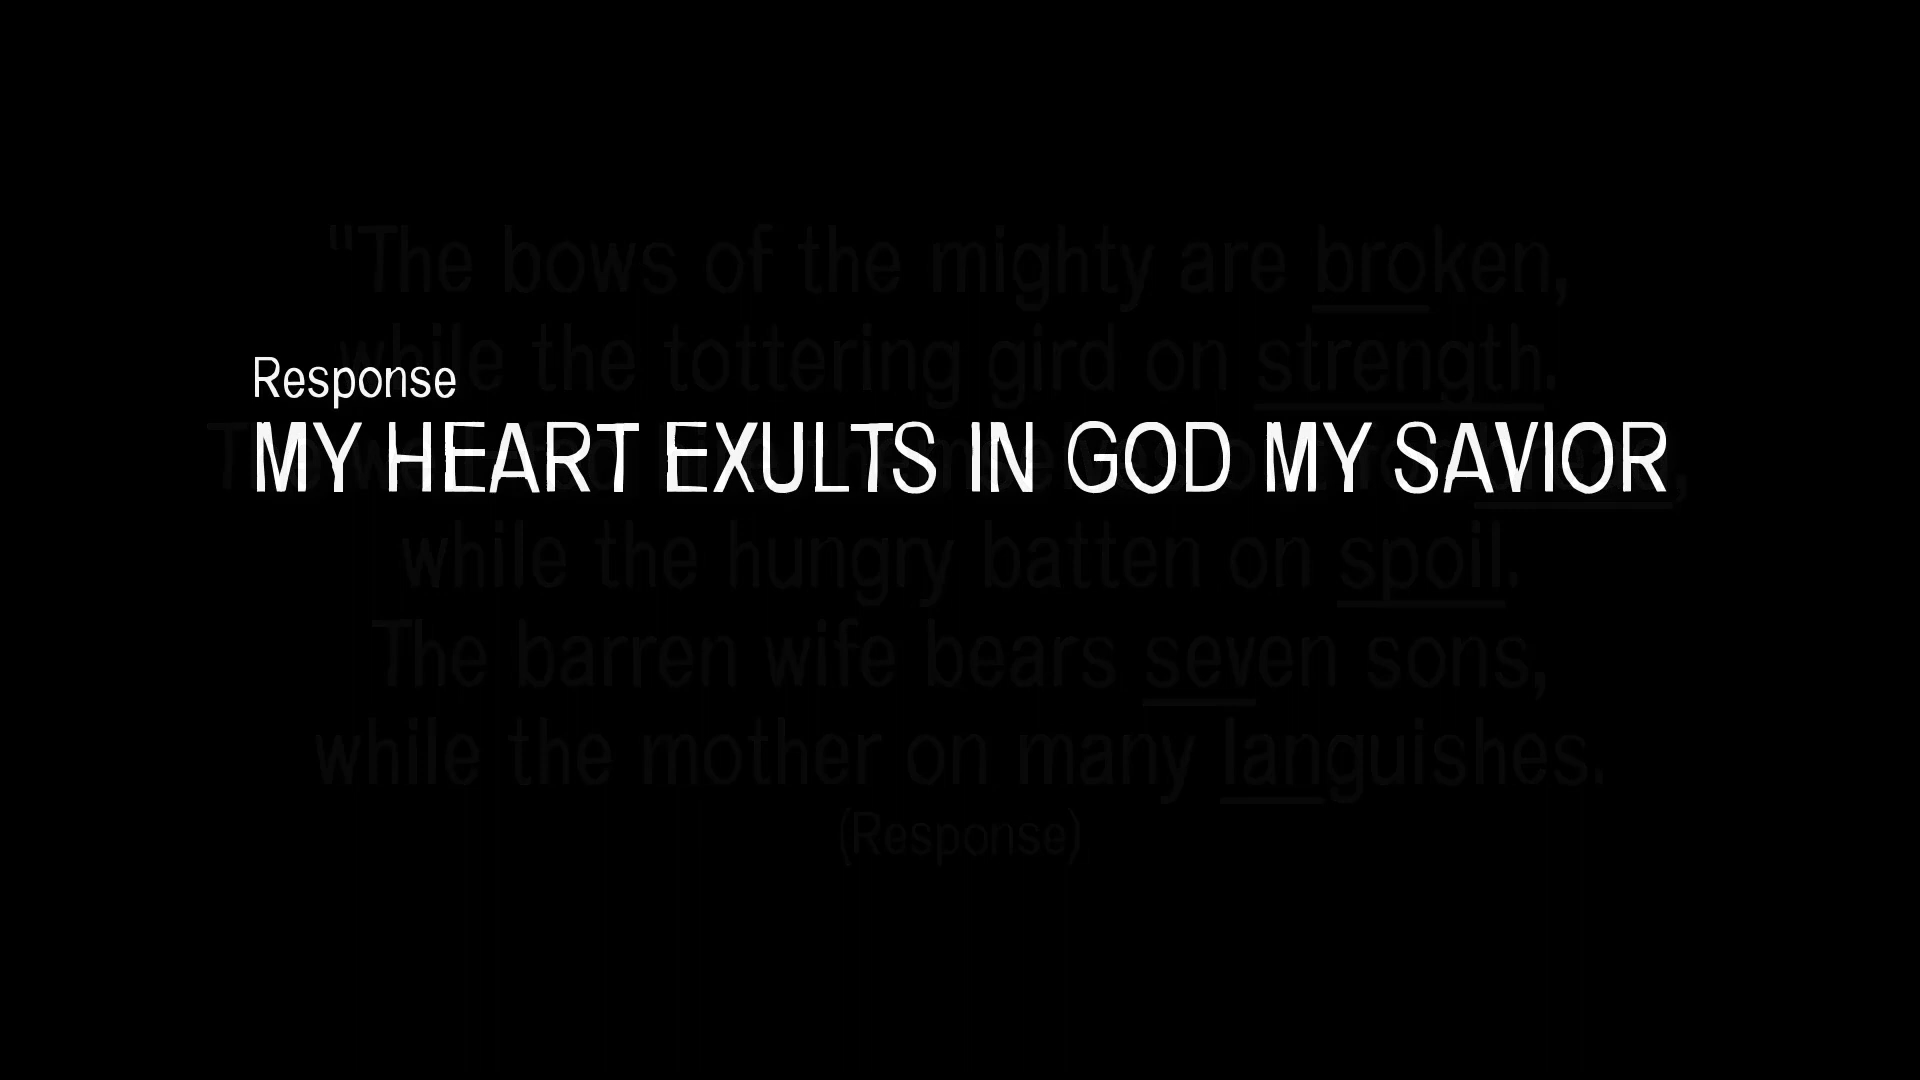 "The bows of the mighty are broken,
while the tottering gird on strength.
Response
MY HEART EXULTS IN GOD MY SAVIOR
while the hungry batten on spoil.
The barren wife bears seven sons,
while the mother on many languishes.
(Response)